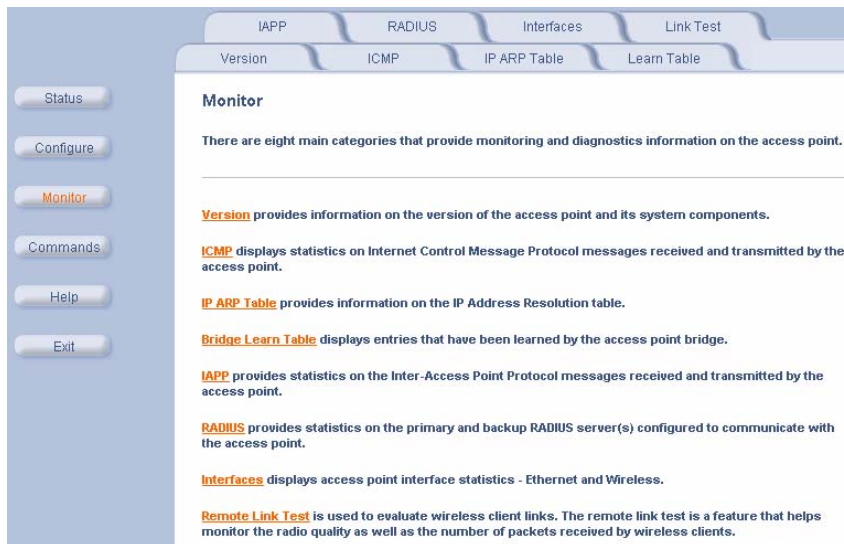 IAPP RADIUS Interfaces Link Test
Version ICMP IP ARP Table Learn Table
Status
Configure
Monitor
Commands
Help
Exit
Monitor
There are eight main categories that provide monitoring and diagnostics information on the access point.
Version provides information on the version of the access point and its system components.
ICMP displays statistics on Internet Control Message Protocol messages received and transmitted by the
access point.
IP ARP Table provides information on the IP Address Resolution table.
Bridge Learn Table displays entries that have been learned by the access point bridge.
IAPP provides statistics on the Inter-Access Point Protocol messages received and transmitted by the
access point.
RADIUS provides statistics on the primary and backup RADIUS server(s) configured to communicate with
the access point.
Interfaces displays access point interface statistics - Ethernet and Wireless.
Remote Link Test is used to evaluate wireless client links. The remote link test is a feature that helps
monitor the radio quality as well as the number of packets received by wireless clients.